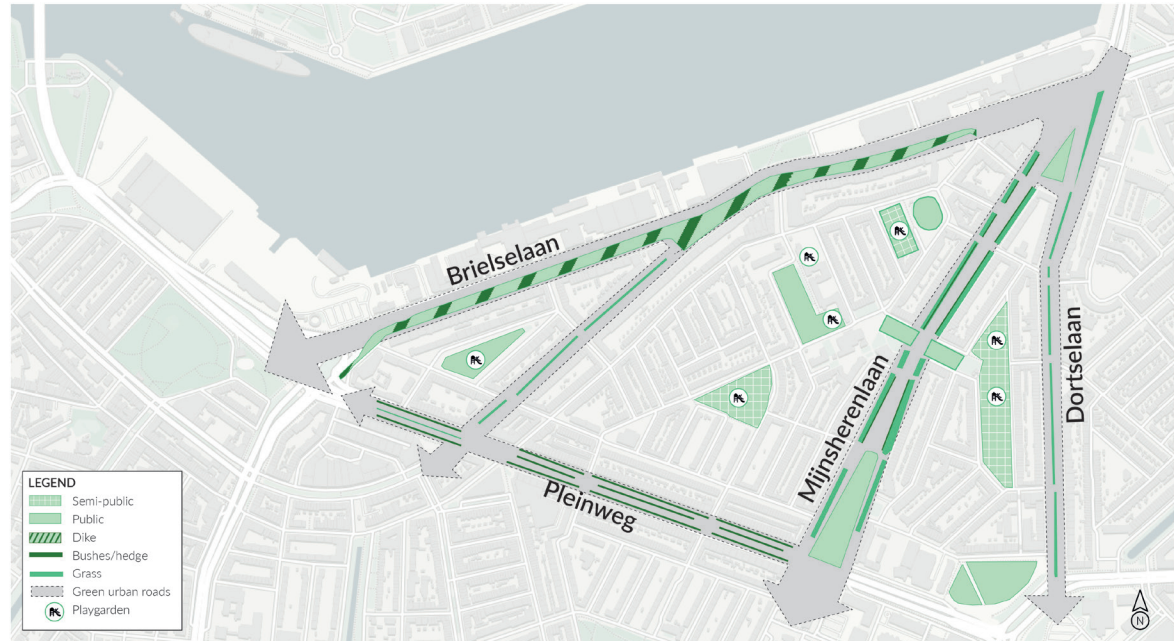 Brielselaan
Mijnsherenlaan
Dortselaan
Pleinweg
LEGEND
Semi-public
Public
Dike
Bushes/hedge
Grass
Green urban roads
Playgarden
N